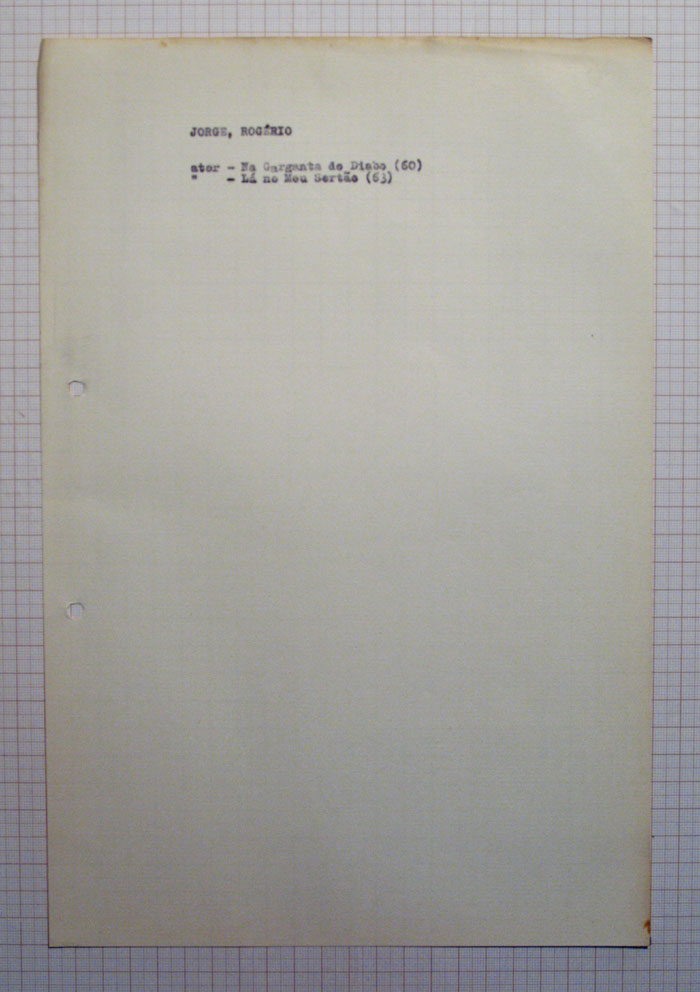 JORGE, ROGÉRIO
ator - Na Garganta do Diabo (60)
" - Lá no Meu Sertão (63)